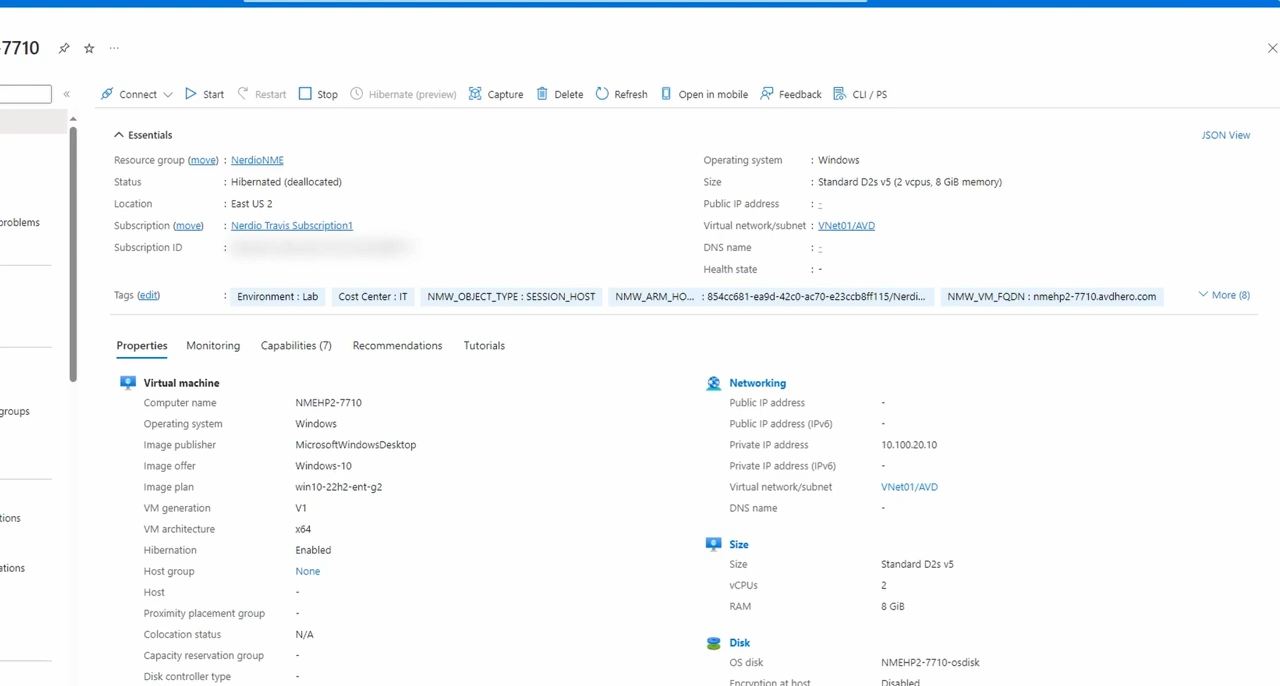 -7710
Connect Start Restart Stop Hibernate (preview) Capture Delete Refresh Open in mobile Feedback CLI / PS
Essentials
JSON View
Resource group (move) : NerdioNME
Status : Hibernated (deallocated)
Location : East US 2
Subscription (move) : Nerdio Travis Subscription1
Subscription ID :
Operating system : Windows
Size : Standard D2s v5 (2 vcpus, 8 GiB memory)
Public IP address : -
Virtual network/subnet : VNet01/AVD
DNS name : -
Health state : -
Tags (edit) : Environment : Lab Cost Center : IT NMW_OBJECT_TYPE : SESSION_HOST NMW_ARM_HO... : 854cc681-ea9d-42c0-ac70-e23ccb8ff115/Nerdi... NMW_VM_FQDN : nmehp2-7710.avdhero.com More (8)
Properties Monitoring Capabilities (7) Recommendations Tutorials
Virtual machine
Computer name NMEHP2-7710
Operating system Windows
Image publisher MicrosoftWindowsDesktop
Image offer Windows-10
Image plan win10-22h2-ent-g2
VM generation V1
VM architecture x64
Hibernation Enabled
Host group None
Host -
Proximity placement group -
Colocation status N/A
Capacity reservation group -
Disk controller type -
Networking
Public IP address -
Public IP address (IPv6) -
Private IP address 10.100.20.10
Private IP address (IPv6) -
Virtual network/subnet VNet01/AVD
DNS name -
Size
Size Standard D2s v5
vCPUs 2
RAM 8 GiB
Disk
OS disk NMEHP2-7710-osdisk
Encryption at host Disabled
problems
groups
tions
ations